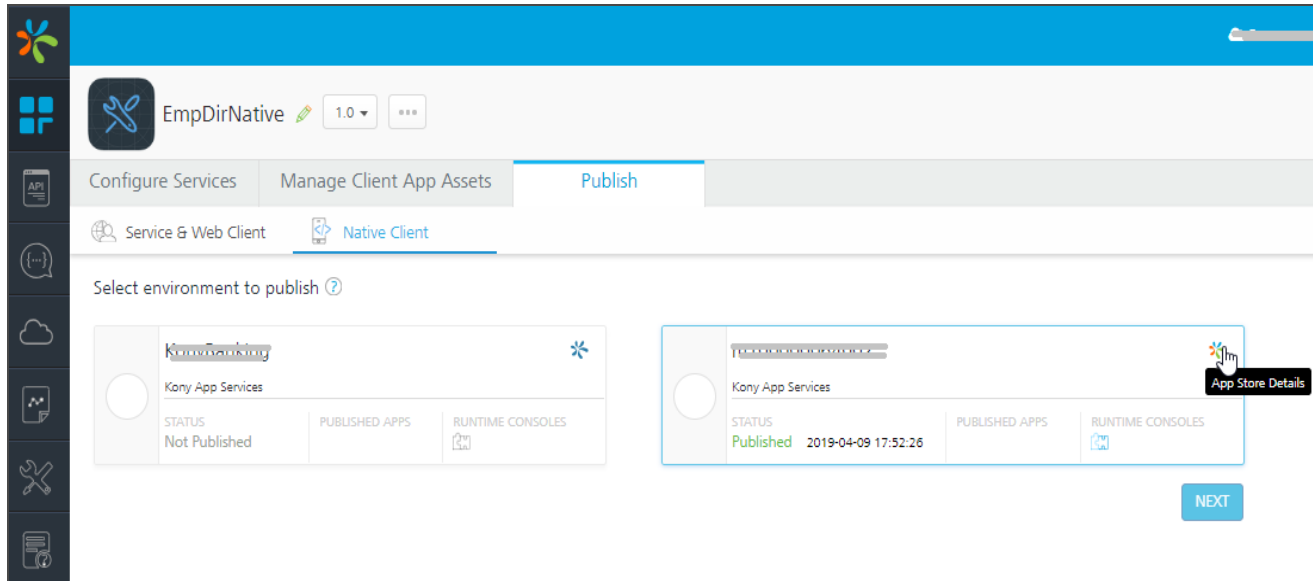 EmpDirNative 1.0
Configure Services Manage Client App Assets Publish
API
Service & Web Client Native Client
{...}
Select environment to publish ?
Kony App Services
STATUS PUBLISHED APPS RUNTIME CONSOLES
Not Published
App Store Details
Kony App Services
STATUS PUBLISHED APPS RUNTIME CONSOLES
Published 2019-04-09 17:52:26
NEXT